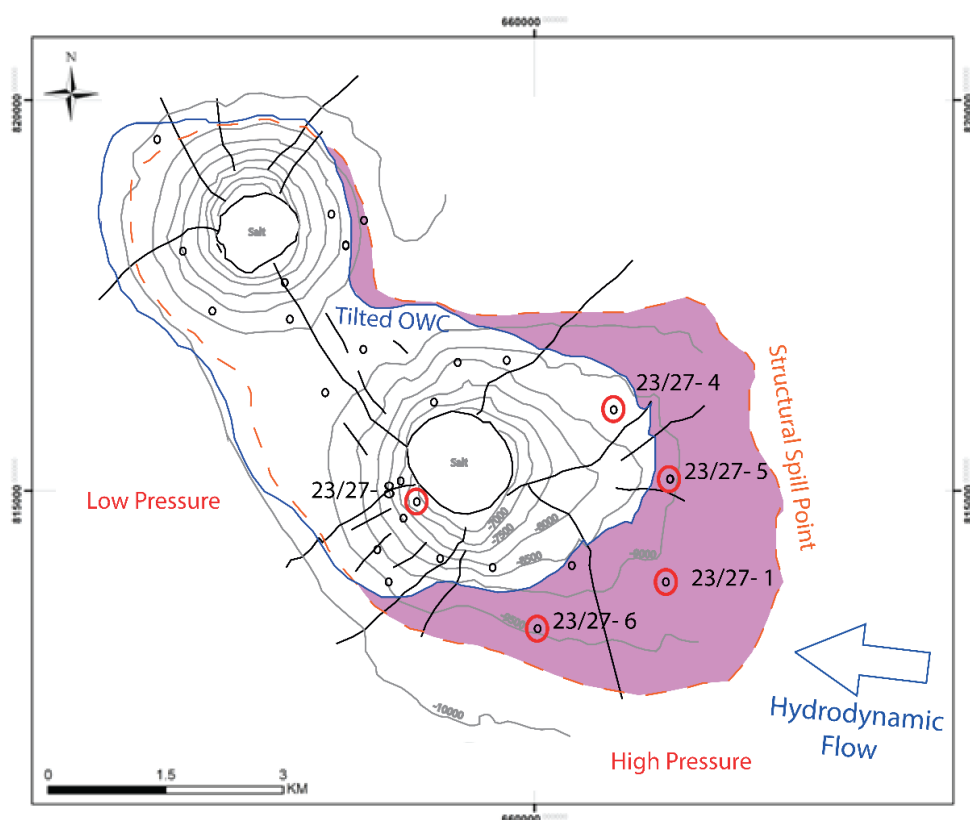 660000
N
820000
820000
Salt
Tilted OWC
23/27- 4
Structural Spill Point
Salt
23/27- 5
23/27- 8
Low Pressure
815000
815000
-7000
-7500
-8000
-8500
-9000
23/27- 1
-9500
23/27- 6
-10000
Hydrodynamic
Flow
High Pressure
0
1.5
3
KM
660000